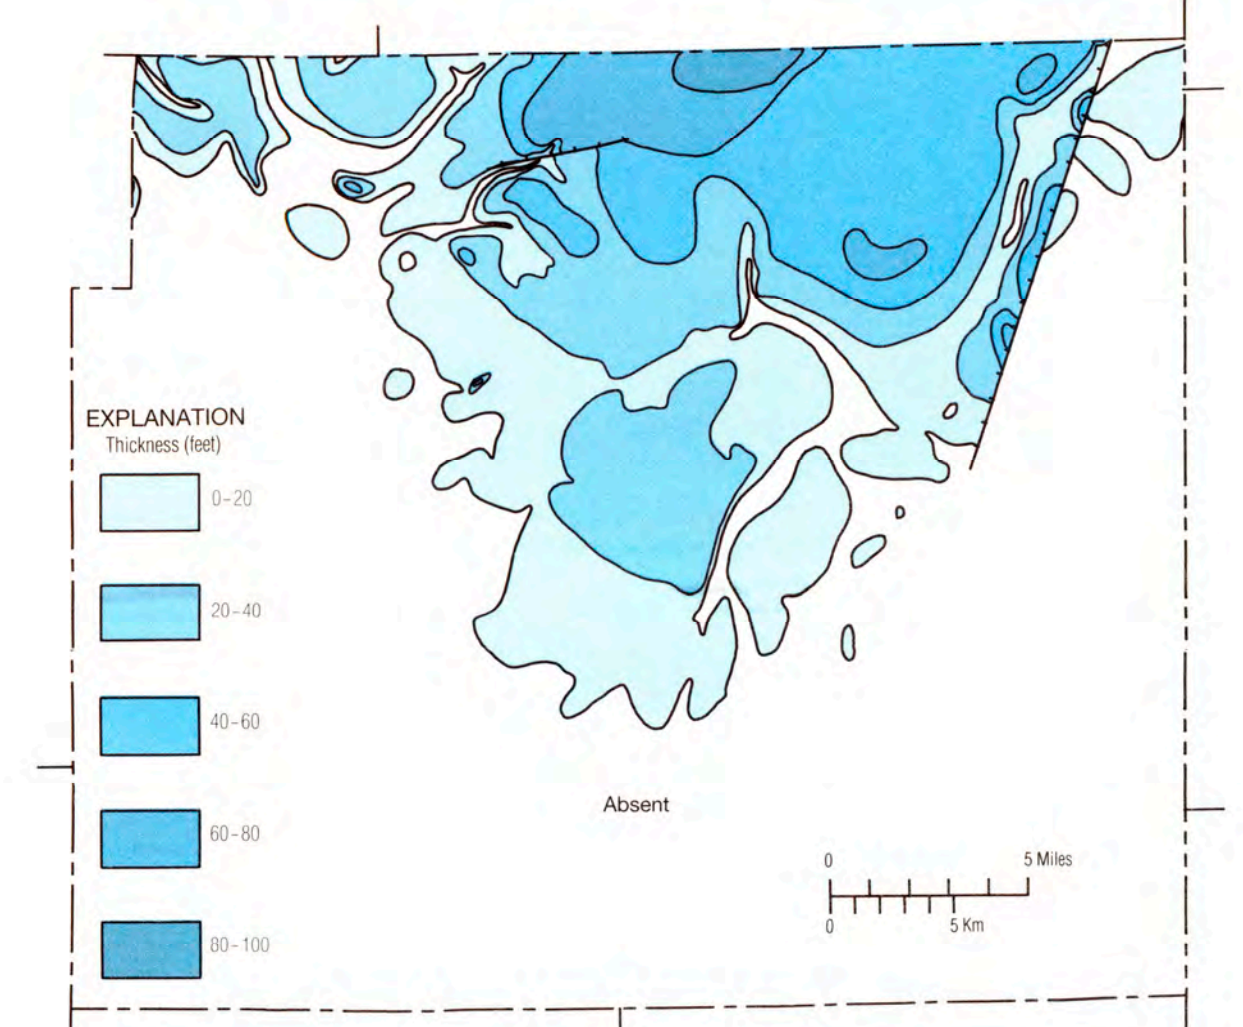 EXPLANATION
Thickness (feet)
0-20
20-40
40-60
60-80
80-100
Absent
0 5 Miles
0 5 Km